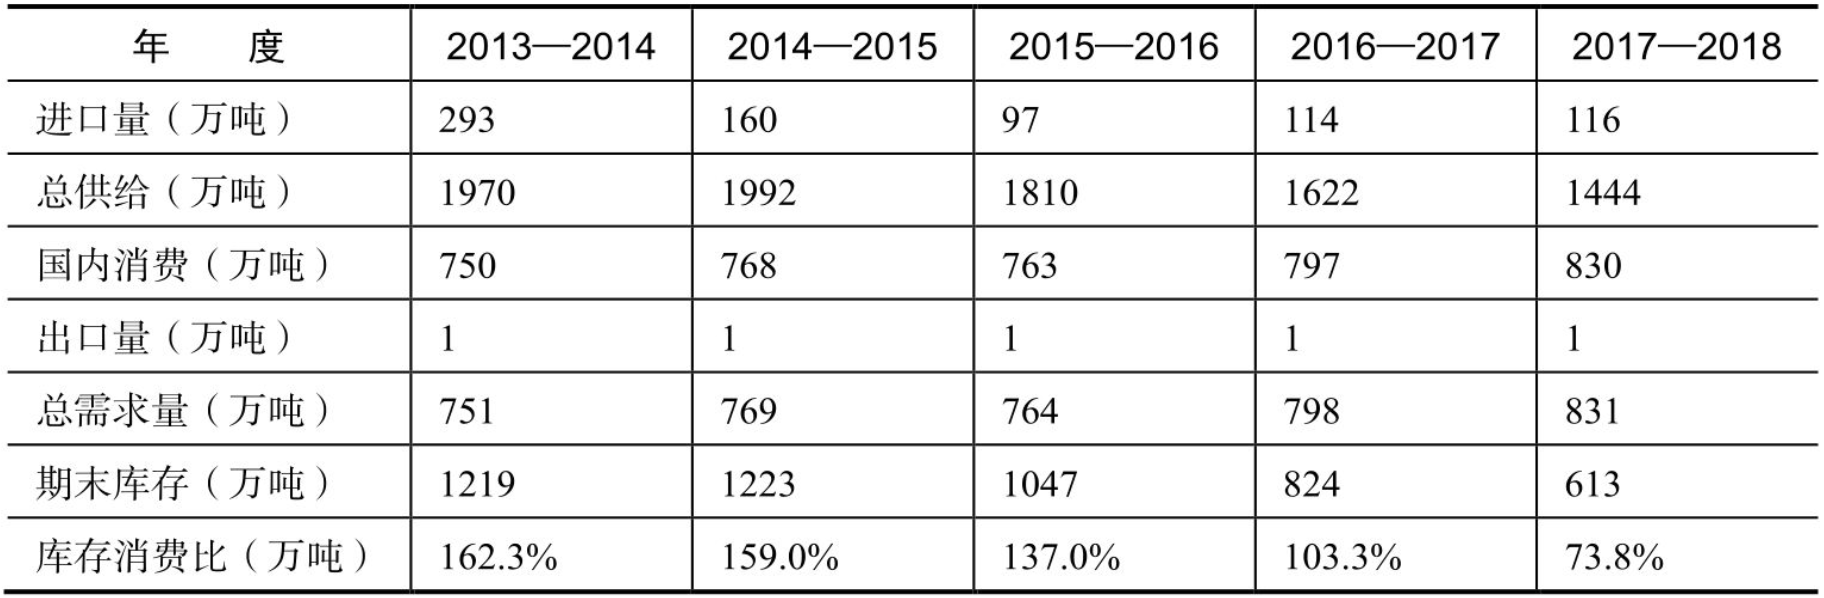 年 度 2013—2014 2014—2015 2015—2016 2016—2017 2017—2018
进口量（万吨） 293 160 97 114 116
总供给（万吨） 1970 1992 1810 1622 1444
国内消费（万吨） 750 768 763 797 830
出口量（万吨） 1 1 1 1 1
总需求量（万吨） 751 769 764 798 831
期末库存（万吨） 1219 1223 1047 824 613
库存消费比（万吨） 162.3% 159.0% 137.0% 103.3% 73.8%